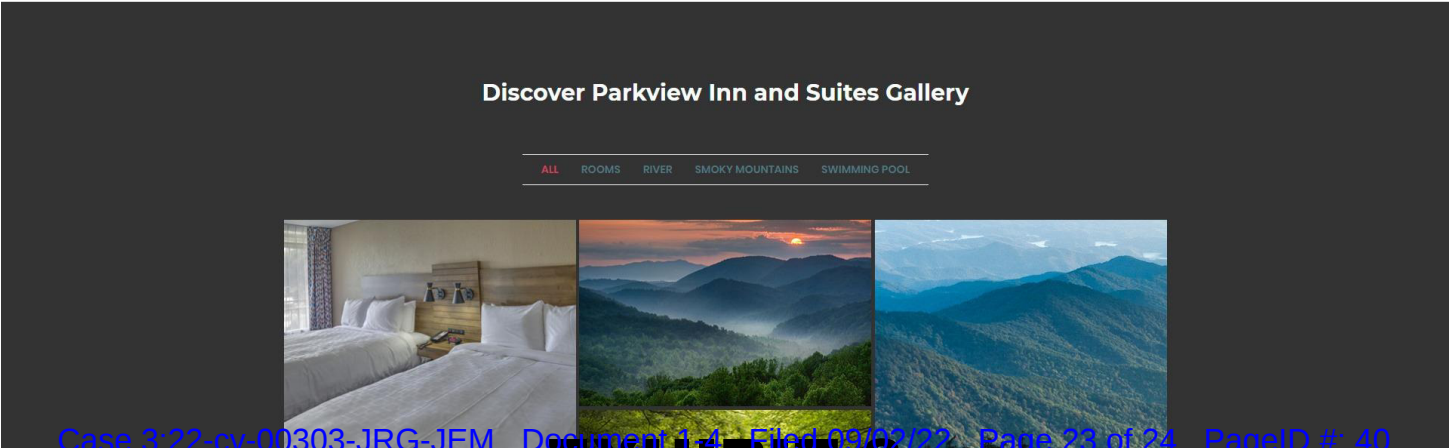 Discover Parkview Inn and Suites Gallery
ALL ROOMS RIVER SMOKY MOUNTAINS SWIMMING POOL
Case 3:22-cv-00303-JRG-JEM Document 1-4 Filed 09/02/22 Page 23 of 24 PageID #: 40